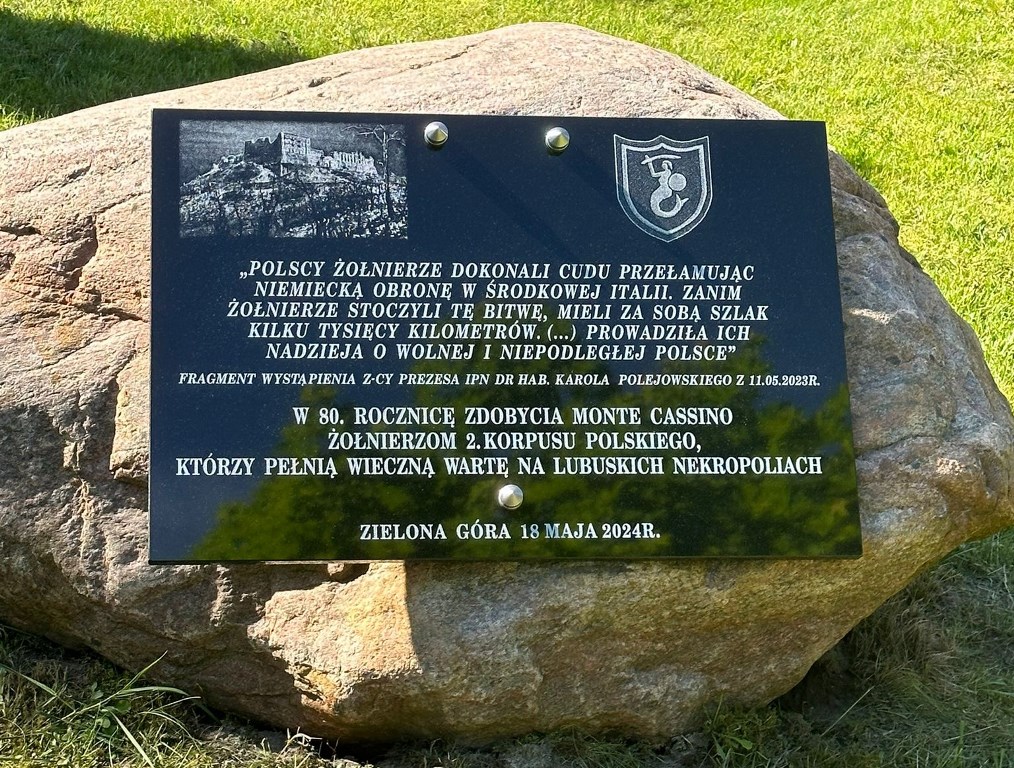 „POLSCY ŻOŁNIERZE DOKONALI CUDU PRZEŁAMUJĄC
NIEMIECKĄ OBRONĘ W ŚRODKOWEJ ITALII. ZANIM
ŻOŁNIERZE STOCZYLI TĘ BITWĘ, MIELI ZA SOBĄ SZLAK
KILKU TYSIĘCY KILOMETRÓW. (...) PROWADZIŁA ICH
NADZIEJA O WOLNEJ I NIEPODLEGŁEJ POLSCE”
FRAGMENT WYSTĄPIENIA Z-CY PREZESA IPN DR HAB. KAROLA POLEJOWSKIEGO Z 11.05.2023R.
W 80. ROCZNICĘ ZDOBYCIA MONTE CASSINO
ŻOŁNIERZOM 2.KORPUSU POLSKIEGO,
KTÓRZY PEŁNIĄ WIECZNĄ WARTĘ NA LUBUSKICH NEKROPOLIACH
ZIELONA GÓRA 18 MAJA 2024R.